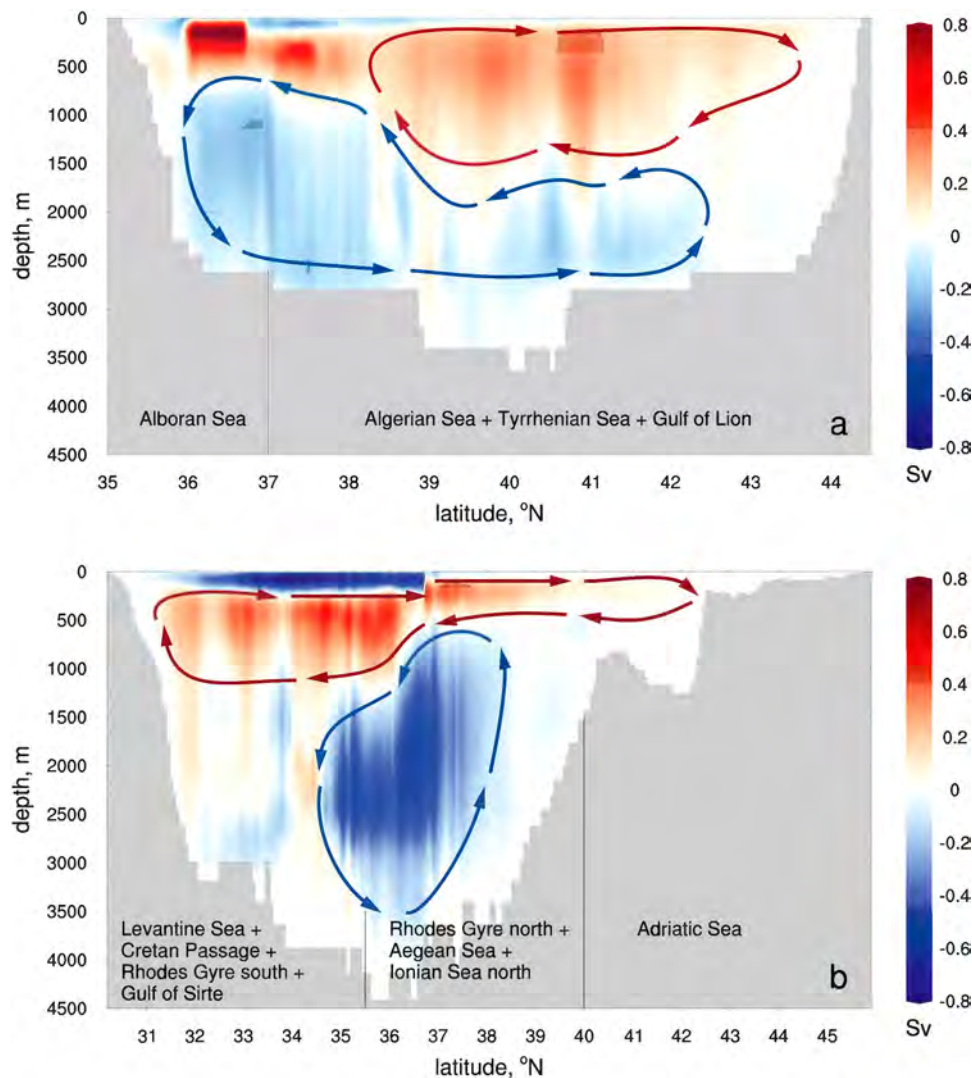 0
500
1000
1500
2000
2500
3000
3500
4000
4500
depth, m
Alboran Sea
Algerian Sea + Tyrrhenian Sea + Gulf of Lion
a
35 36 37 38 39 40 41 42 43 44
latitude, °N
0.8
0.6
0.4
0.2
0
-0.2
-0.4
-0.6
-0.8
Sv
0
500
1000
1500
2000
2500
3000
3500
4000
4500
depth, m
Levantine Sea +
Cretan Passage +
Rhodes Gyre south +
Gulf of Sirte
Rhodes Gyre north +
Aegean Sea +
Ionian Sea north
Adriatic Sea
b
31 32 33 34 35 36 37 38 39 40 41 42 43 44 45
latitude, °N
0.8
0.6
0.4
0.2
0
-0.2
-0.4
-0.6
-0.8
Sv